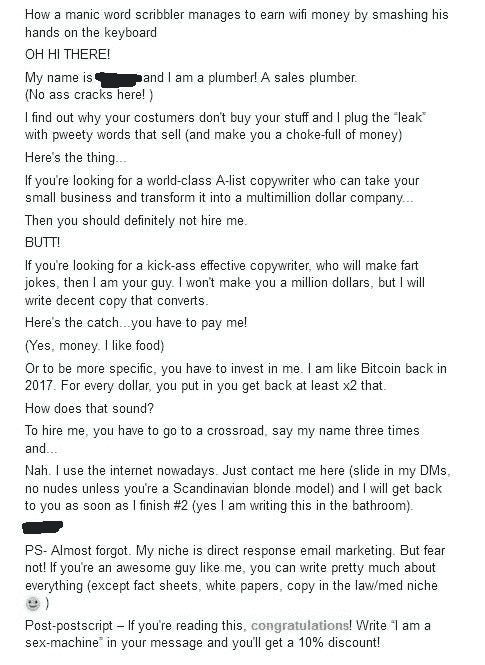 How a manic word scribbler manages to earn wifi money by smashing his
hands on the keyboard
OH HI THERE!
My name is and I am a plumber! A sales plumber.
(No ass cracks here! )
I find out why your costumers don't buy your stuff and I plug the “leak”
with pweety words that sell (and make you a choke-full of money)
Here's the thing...
If you're looking for a world-class A-list copywriter who can take your
small business and transform it into a multimillion dollar company...
Then you should definitely not hire me.
BUTT!
If you're looking for a kick-ass effective copywriter, who will make fart
jokes, then I am your guy. I won't make you a million dollars, but I will
write decent copy that converts.
Here's the catch...you have to pay me!
(Yes, money. I like food)
Or to be more specific, you have to invest in me. I am like Bitcoin back in
2017. For every dollar, you put in you get back at least x2 that.
How does that sound?
To hire me, you have to go to a crossroad, say my name three times
and...
Nah. I use the internet nowadays. Just contact me here (slide in my DMs,
no nudes unless you're a Scandinavian blonde model) and I will get back
to you as soon as I finish #2 (yes I am writing this in the bathroom).
PS- Almost forgot. My niche is direct response email marketing. But fear
not! If you're an awesome guy like me, you can write pretty much about
everything (except fact sheets, white papers, copy in the law/med niche
)
Post-postscript – If you're reading this, congratulations! Write “I am a
sex-machine” in your message and you'll get a 10% discount!